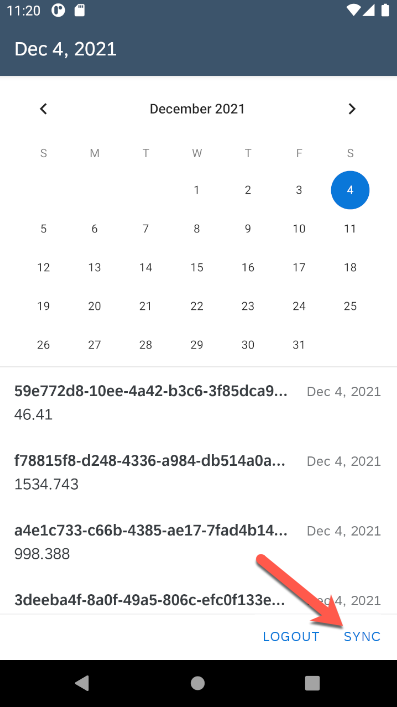 11:20
Dec 4, 2021
December 2021
S M T W T F S
1 2 3 4
5 6 7 8 9 10 11
12 13 14 15 16 17 18
19 20 21 22 23 24 25
26 27 28 29 30 31
59e772d8-10ee-4a42-b3c6-3f85dca9... Dec 4, 2021
46.41
f78815f8-d248-4336-a984-db514a0a... Dec 4, 2021
1534.743
a4e1c733-c66b-4385-ae17-7fad4b14... Dec 4, 2021
998.388
3deeba4f-8a0f-49a5-806c-efc0f133e... Dec 4, 2021
LOGOUT SYNC